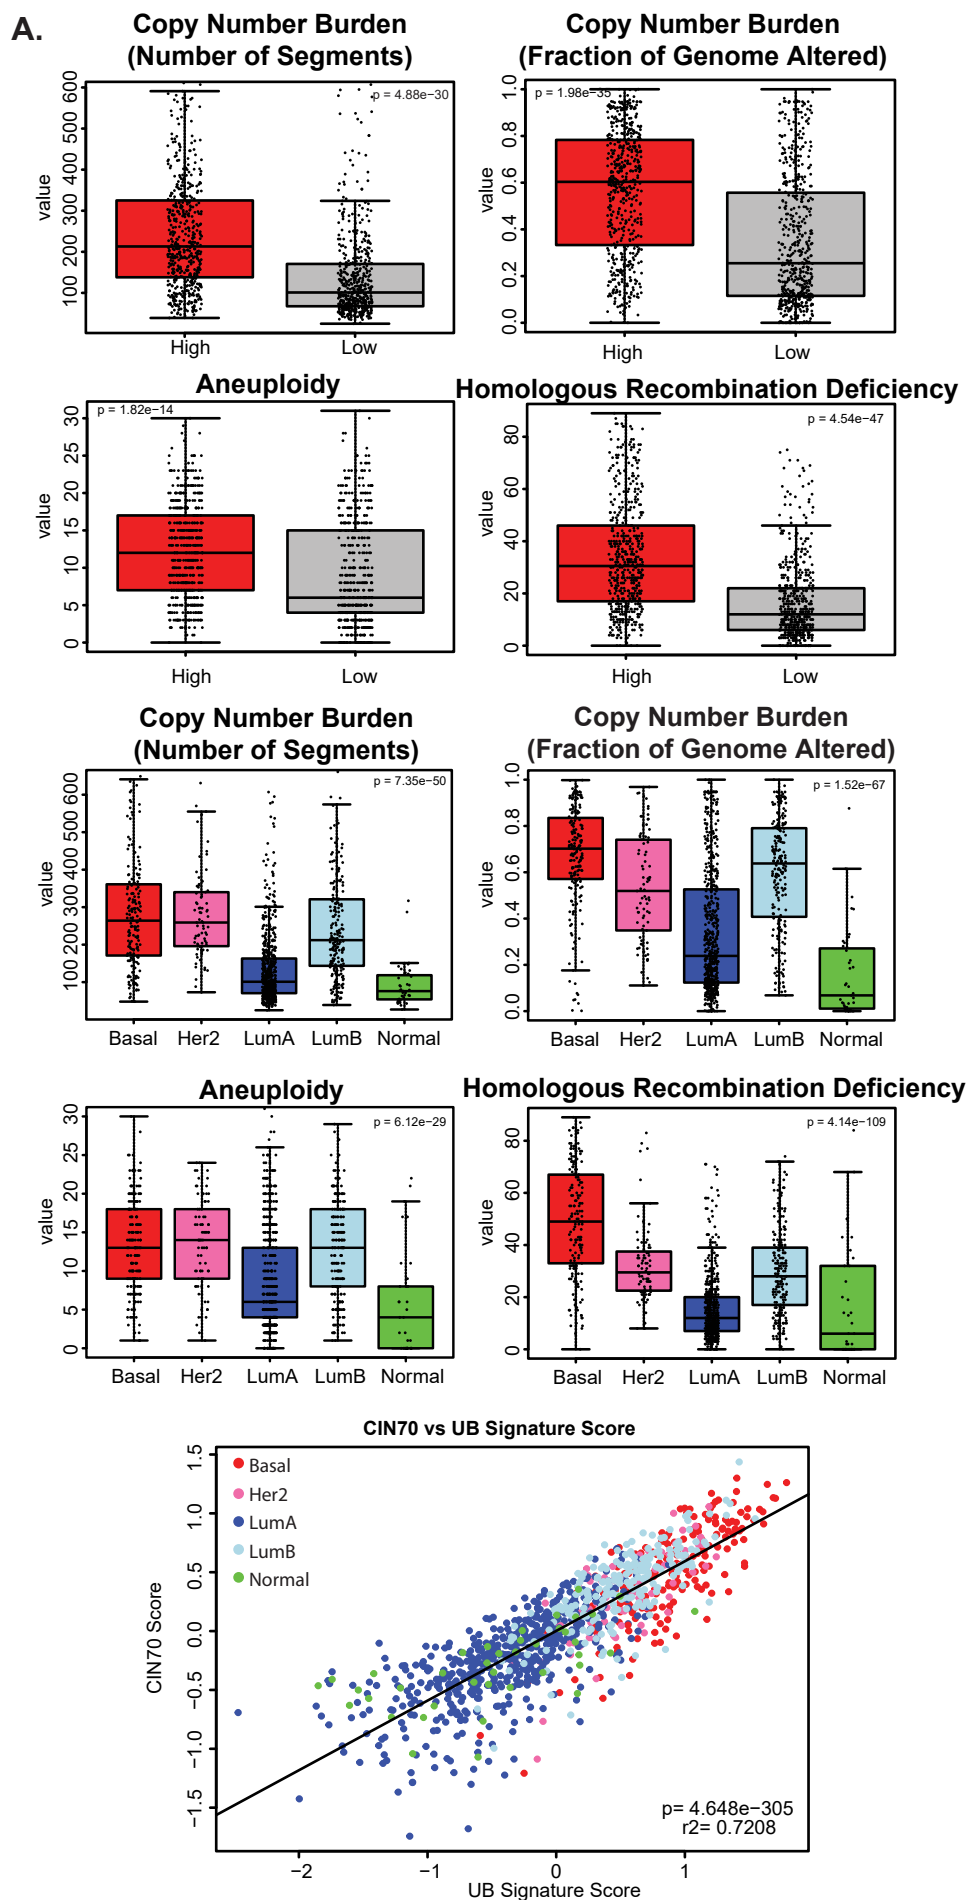 A.
Copy Number Burden
(Number of Segments)
p = 4.88e−30
value
100 200 300 400 500 600
High Low
Copy Number Burden
(Fraction of Genome Altered)
p = 1.98e−35
value
0.0 0.2 0.4 0.6 0.8 1.0
High Low
Aneuploidy
p = 1.82e−14
value
0 5 10 15 20 25 30
High Low
Homologous Recombination Deficiency
p = 4.54e−47
value
0 20 40 60 80
High Low
Copy Number Burden
(Number of Segments)
p = 7.35e−50
value
100 200 300 400 500 600
Basal Her2 LumA LumB Normal
Copy Number Burden
(Fraction of Genome Altered)
p = 1.52e−67
value
0.0 0.2 0.4 0.6 0.8 1.0
Basal Her2 LumA LumB Normal
Aneuploidy
p = 6.12e−29
value
0 5 10 15 20 25 30
Basal Her2 LumA LumB Normal
Homologous Recombination Deficiency
p = 4.14e−109
value
0 20 40 60 80
Basal Her2 LumA LumB Normal
CIN70 vs UB Signature Score
Basal
Her2
LumA
LumB
Normal
CIN70 Score
−1.5 −1.0 −0.5 0.0 0.5 1.0 1.5
p= 4.648e−305
r2= 0.7208
−2 −1 0 1
UB Signature Score